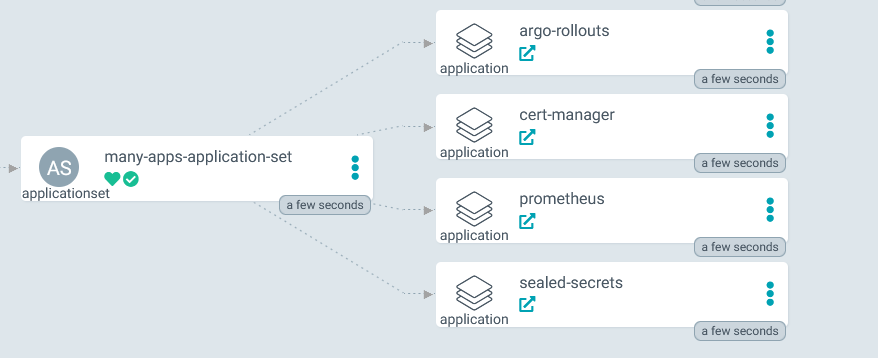 argo-rollouts
application
a few seconds
cert-manager
application
a few seconds
AS
many-apps-application-set
applicationset
a few seconds
prometheus
application
a few seconds
sealed-secrets
application
a few seconds